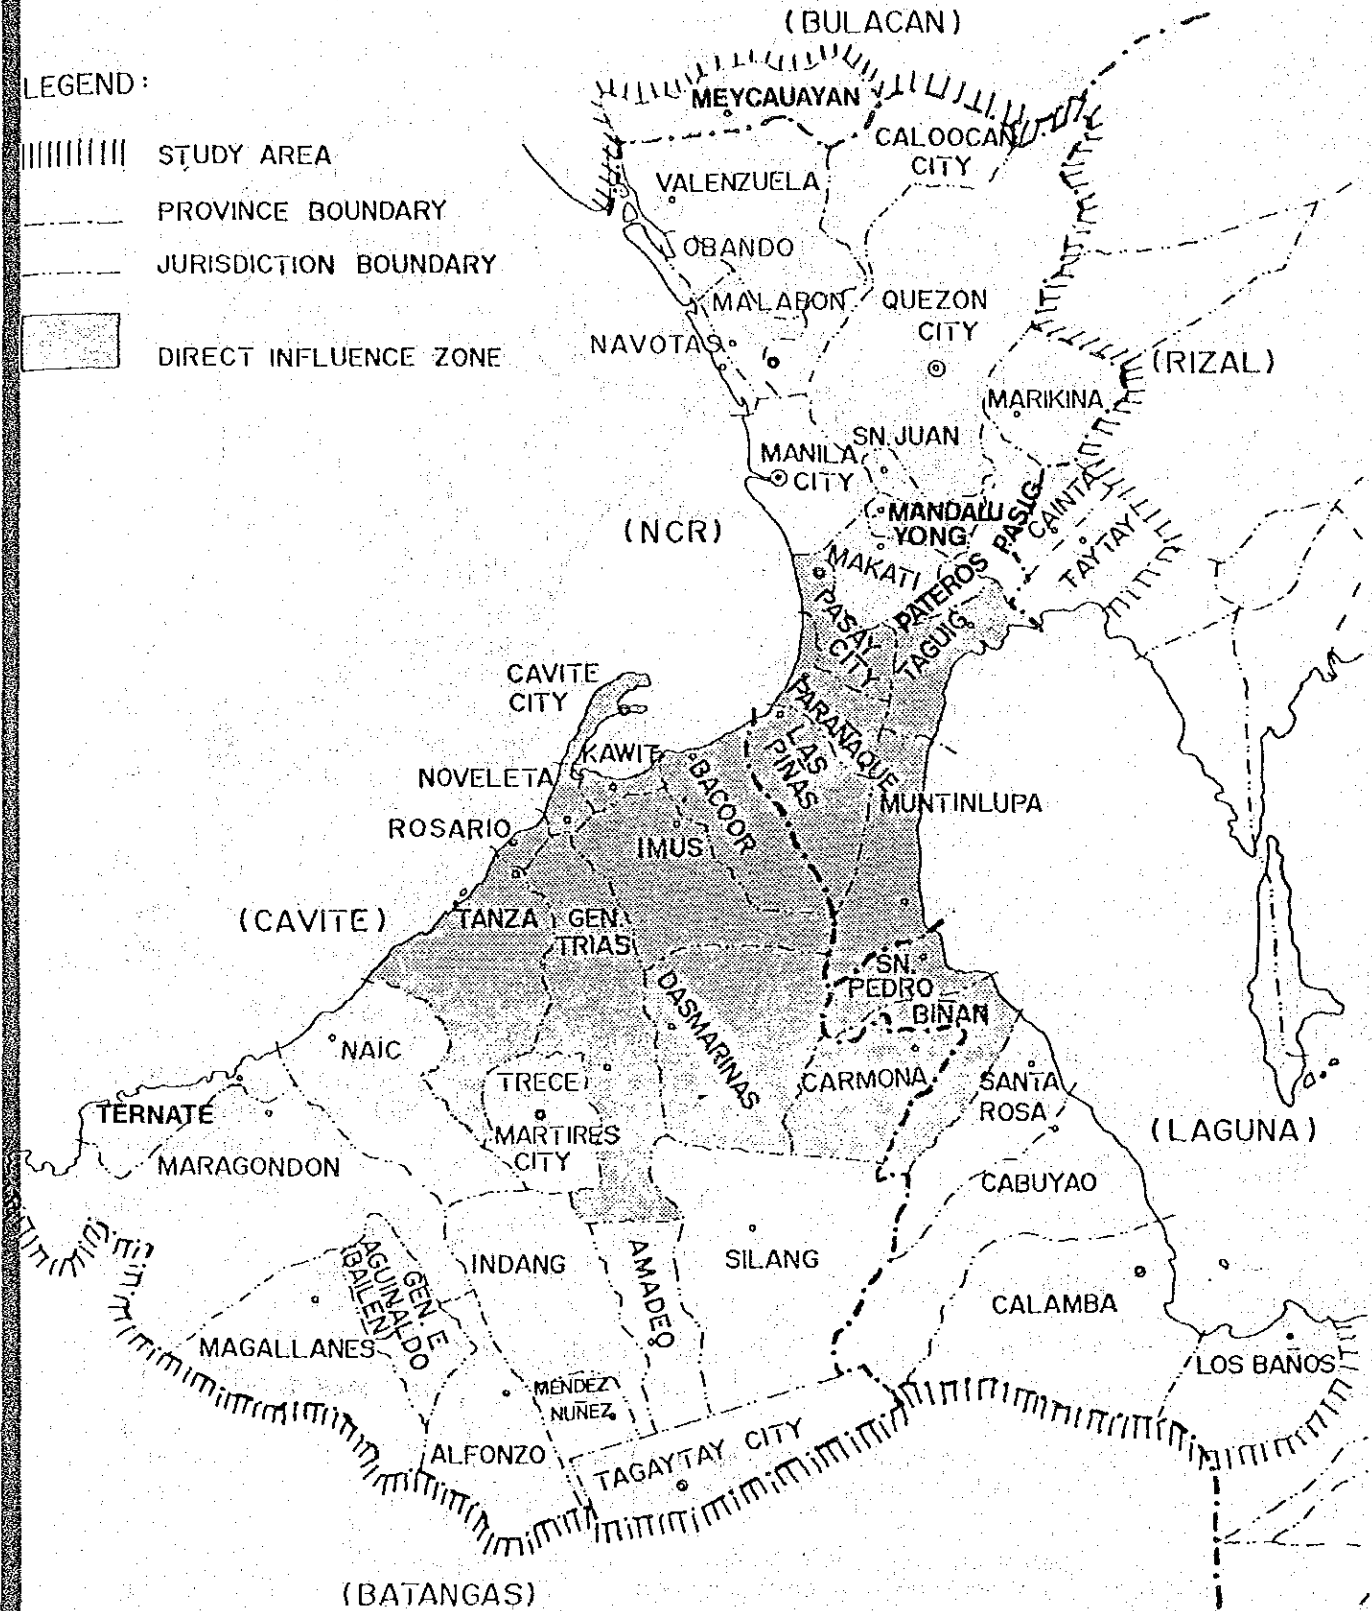 (BULACAN)
LEGEND:
STUDY AREA
PROVINCE BOUNDARY
JURISDICTION BOUNDARY
DIRECT INFLUENCE ZONE
MEYCAUAYAN
CALOOCAN
CITY
VALENZUELA
OBANDO
MALABON
QUEZON
CITY
NAVOTAS
(RIZAL)
MARIKINA
SN. JUAN
MANILA
CITY
(NCR)
MANDALU
YONG
PASIG
CAINTA
TAYTAY
MAKATI
PATEROS
PASAY
CITY
TAGUIG
CAVITE
CITY
PARAÑAQUE
LAS
PIÑAS
KAWIT
NOVELETA
BACOOR
MUNTINLUPA
ROSARIO
IMUS
(CAVITE)
TANZA
GEN.
TRIAS
SN.
PEDRO
DASMARINAS
BIÑAN
NAIC
TRECE
MARTIRES
CITY
CARMONA
SANTA
ROSA
TERNATE
MARAGONDON
(LAGUNA)
CABUYAO
INDANG
AMADEO
SILANG
GEN. E
AGUINALDO
(BAILEN)
CALAMBA
MAGALLANES
LOS BAÑOS
MENDEZ
NUÑEZ
ALFONZO
TAGAYTAY CITY
(BATANGAS)